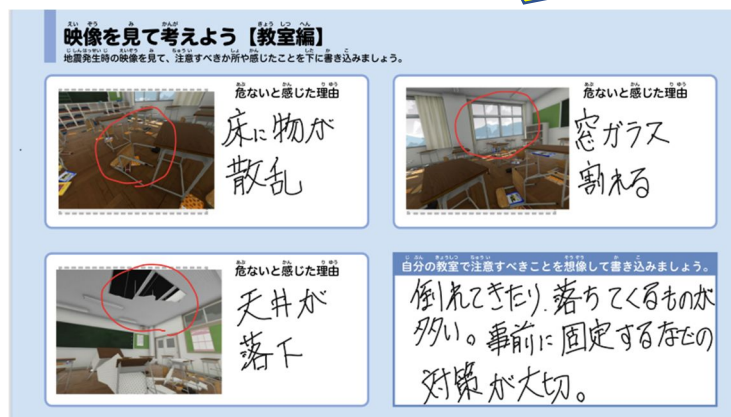 映像を見て考えよう【教室編】
地震発生時の映像を見て、注意すべきか所や感じたことを下に書き込みましょう。
危ないと感じた理由
床に物が
散乱
危ないと感じた理由
窓ガラス
割れる
危ないと感じた理由
天井が
落下
自分の教室で注意すべきことを想像して書き込みましょう。
倒れてきたり、落ちてくるものが
多い。事前に固定するなどの
対策が大切。